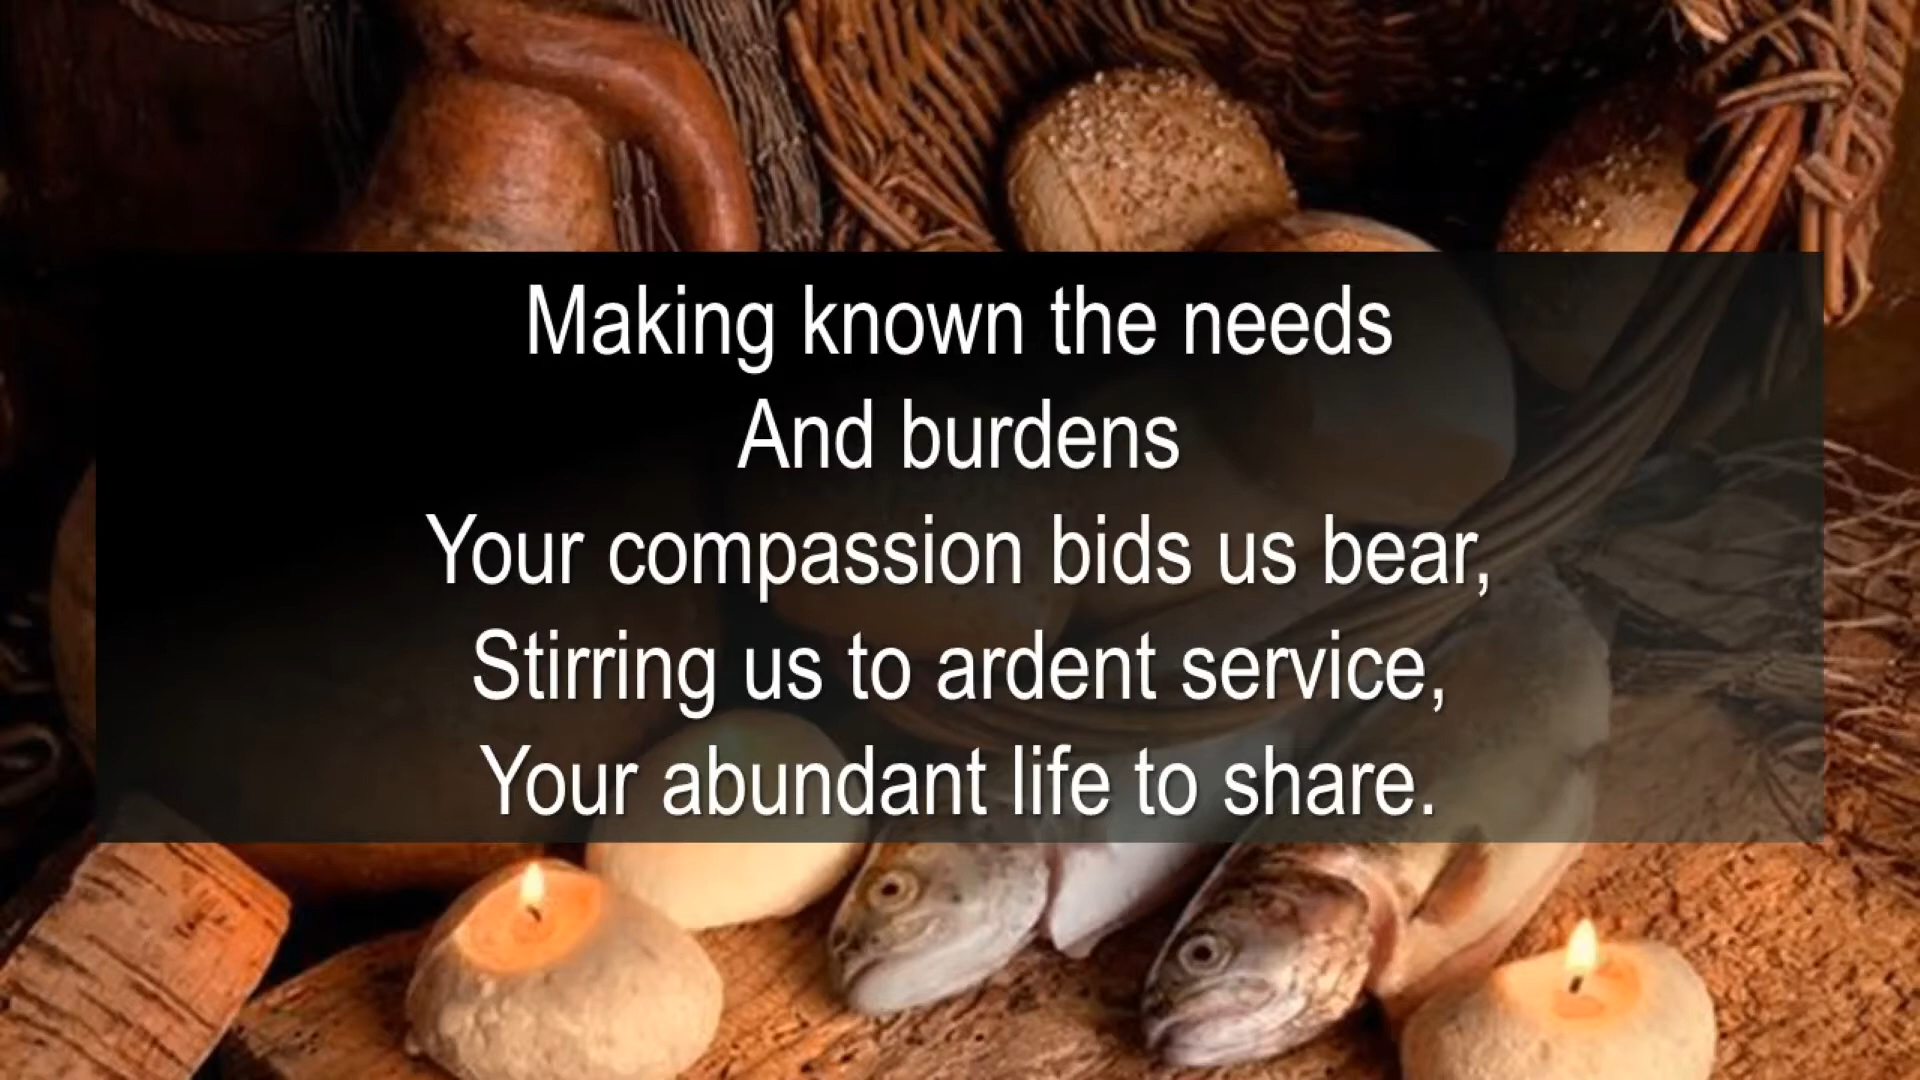 Making known the needs
And burdens
Your compassion bids us bear,
Stirring us to ardent service,
Your abundant life to share.